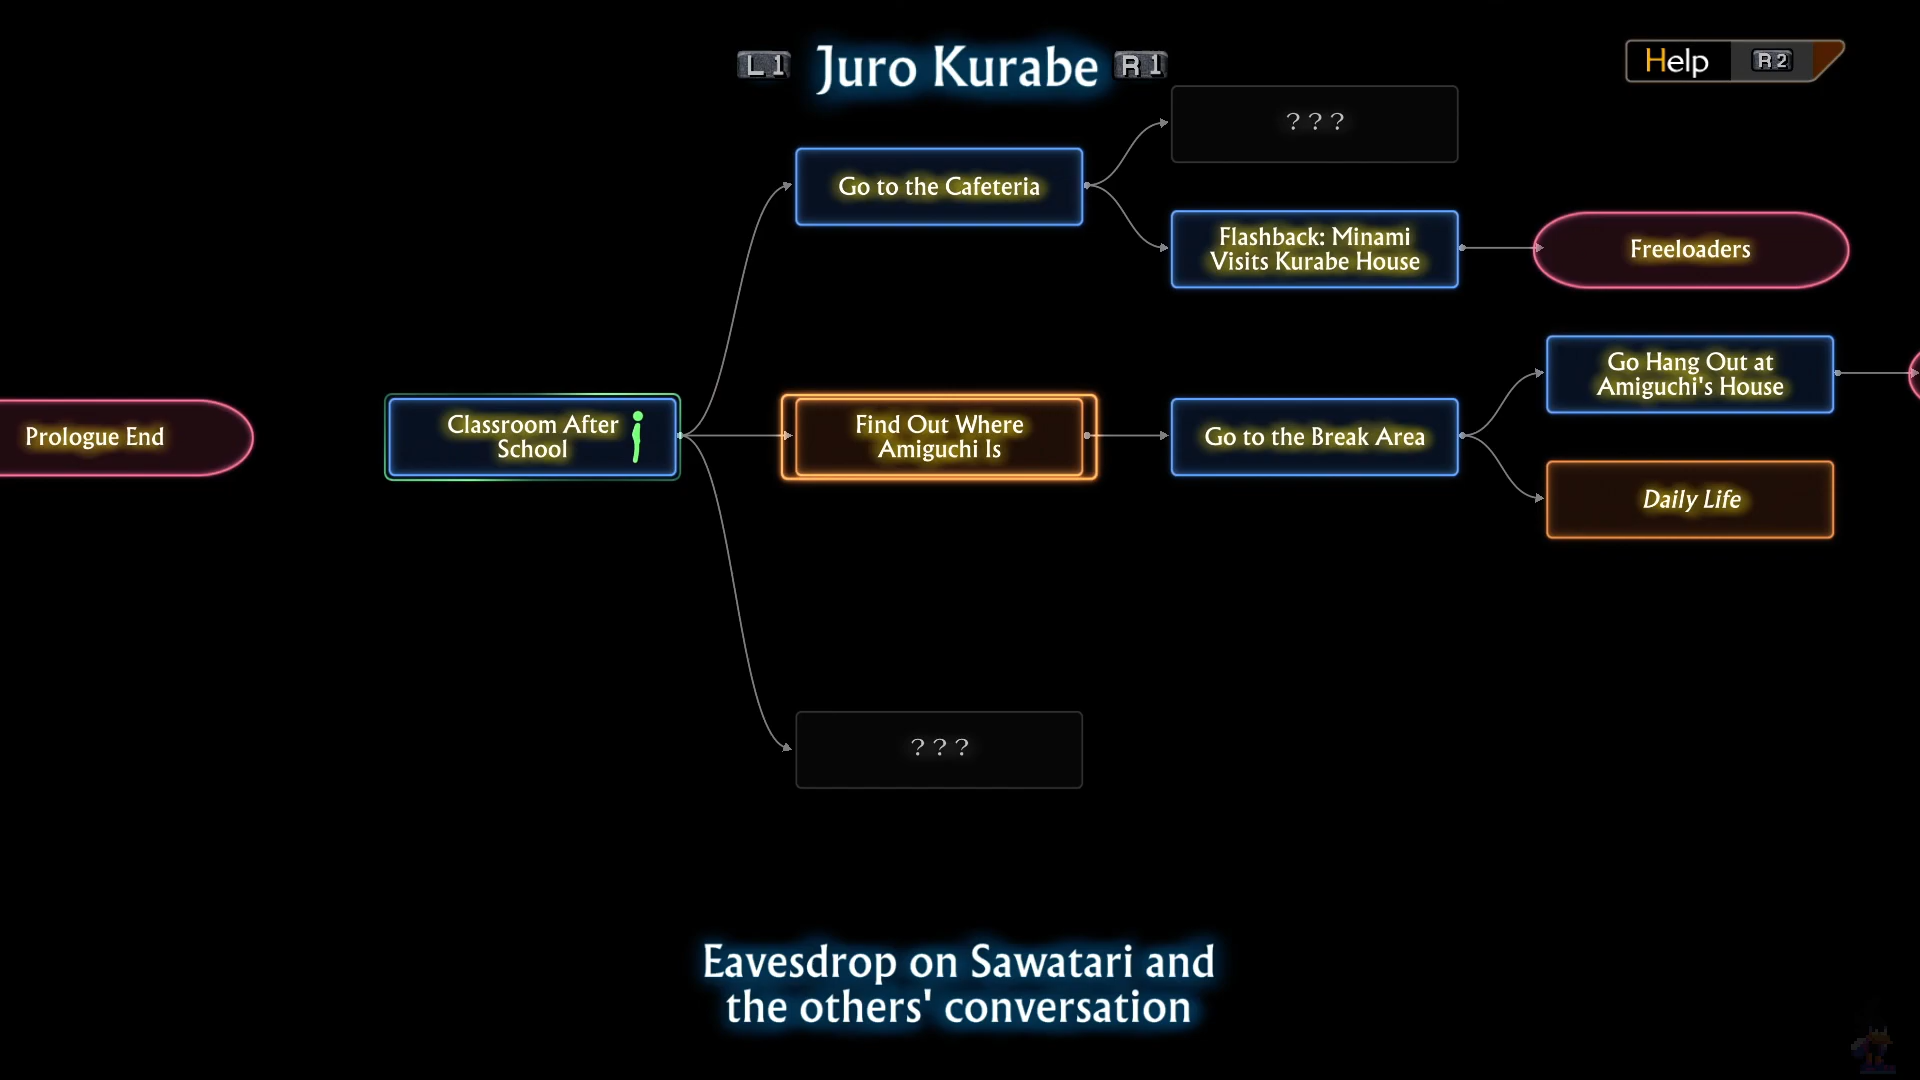 L1 Juro Kurabe R1
Help R2
? ? ?
Go to the Cafeteria
Flashback: Minami
Visits Kurabe House
Freeloaders
Prologue End
Classroom After
School
Find Out Where
Amiguchi Is
Go to the Break Area
Go Hang Out at
Amiguchi's House
Daily Life
? ? ?
Eavesdrop on Sawatari and
the others' conversation